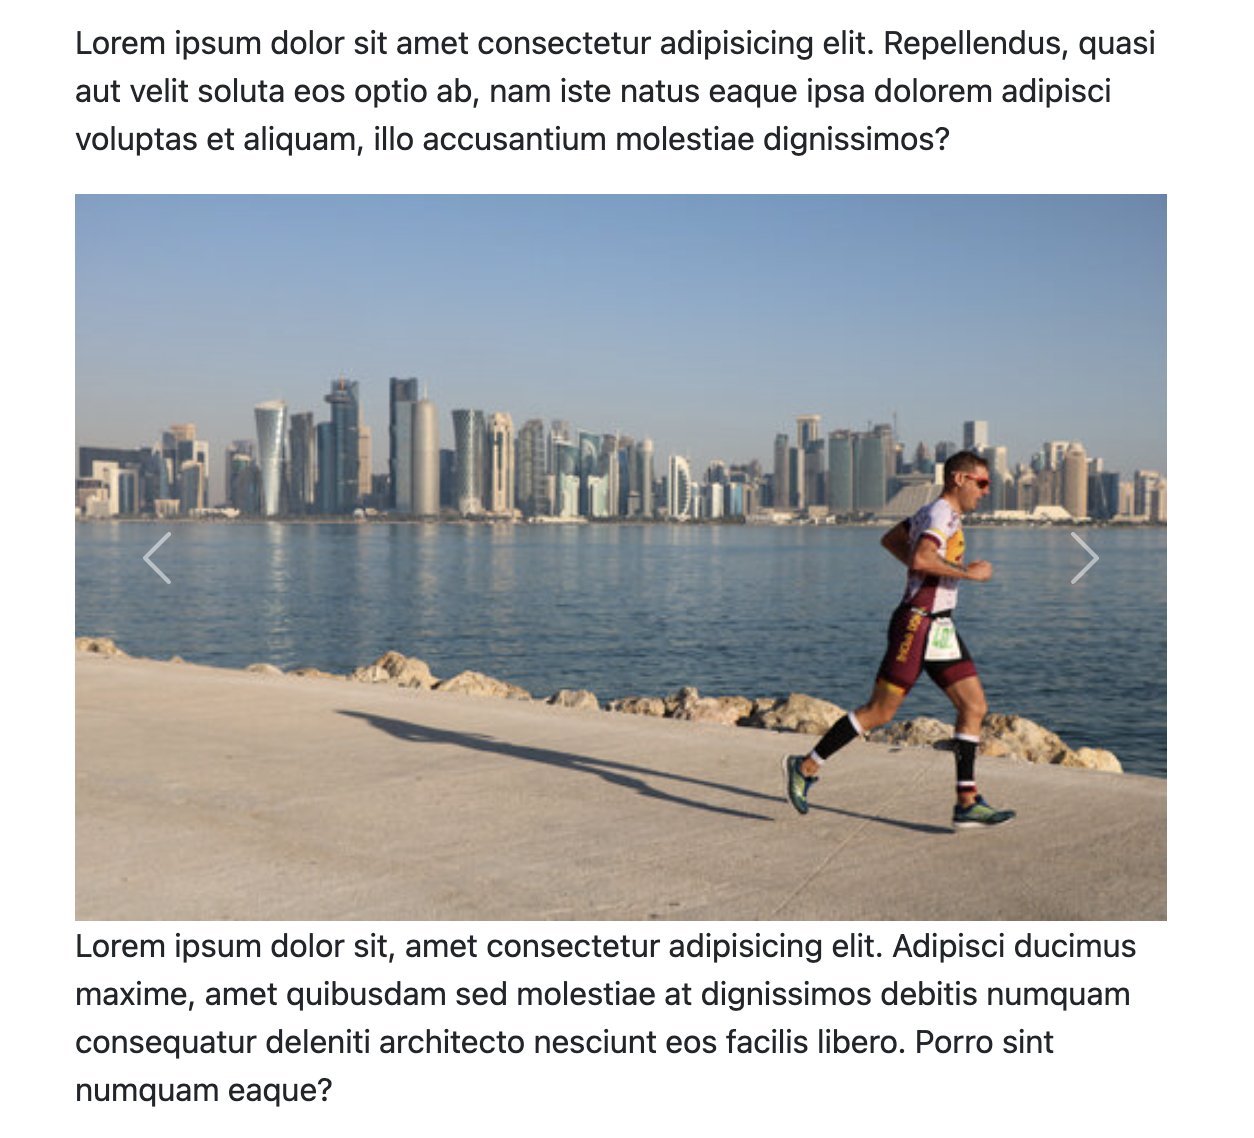 Lorem ipsum dolor sit amet consectetur adipisicing elit. Repellendus, quasi
aut velit soluta eos optio ab, nam iste natus eaque ipsa dolorem adipisci
voluptas et aliquam, illo accusantium molestiae dignissimos?
Lorem ipsum dolor sit, amet consectetur adipisicing elit. Adipisci ducimus
maxime, amet quibusdam sed molestiae at dignissimos debitis numquam
consequatur deleniti architecto nesciunt eos facilis libero. Porro sint
numquam eaque?